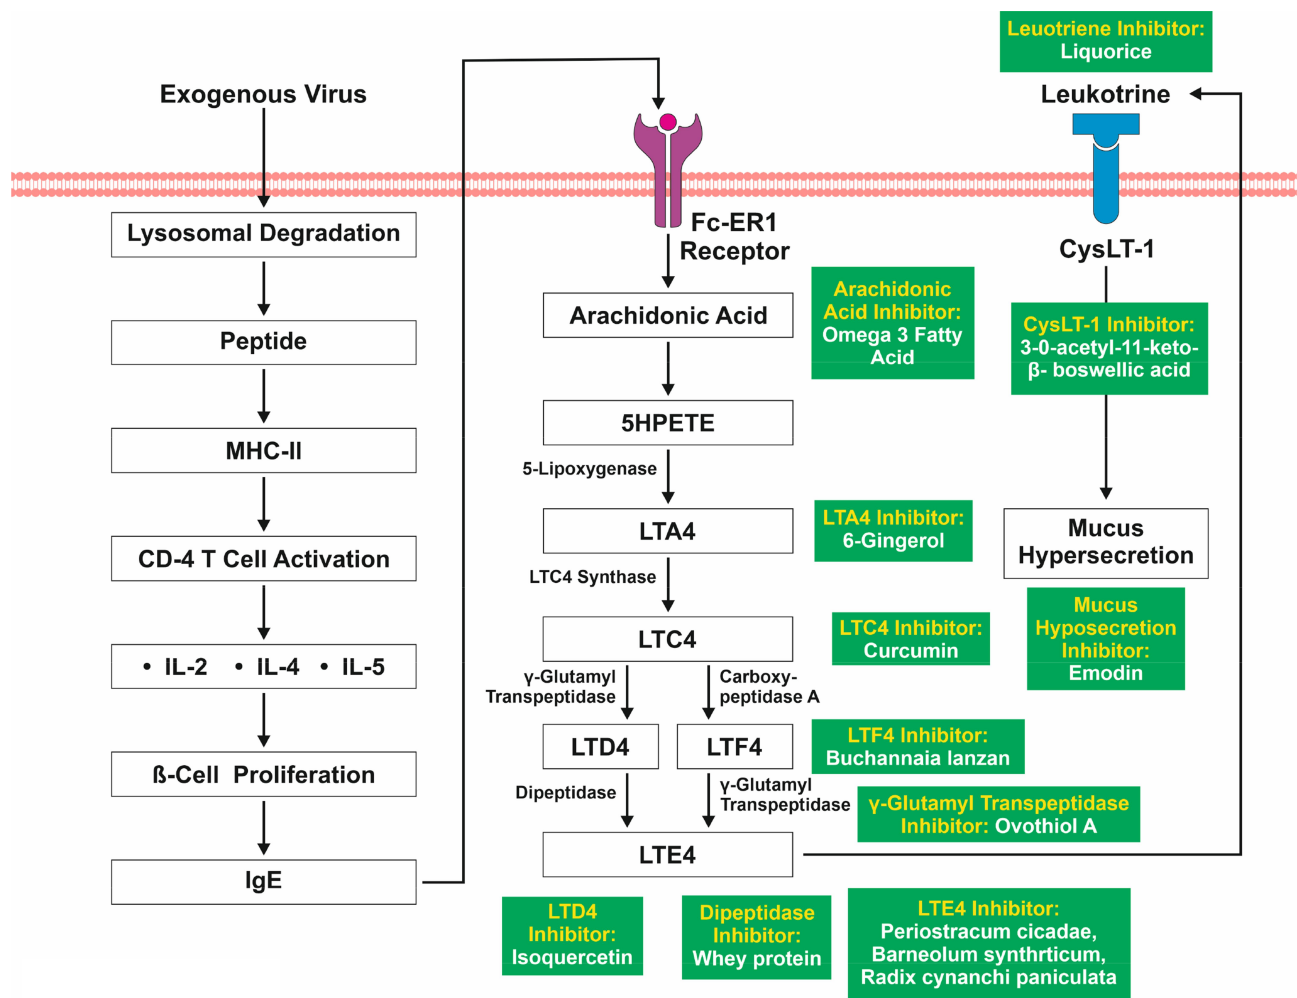 Exogenous Virus
Lysosomal Degradation
Peptide
MHC-II
CD-4 T Cell Activation
• IL-2 • IL-4 • IL-5
ß-Cell Proliferation
IgE
Fc-ER1
Receptor
Arachidonic Acid
5HPETE
5-Lipoxygenase
LTA4
LTC4 Synthase
LTC4
γ-Glutamyl
Transpeptidase
Carboxy-
peptidase A
LTD4
LTF4
Dipeptidase
γ-Glutamyl
Transpeptidase
LTE4
Arachidonic
Acid Inhibitor:
Omega 3 Fatty
Acid
LTA4 Inhibitor:
6-Gingerol
LTC4 Inhibitor:
Curcumin
LTF4 Inhibitor:
Buchannaia lanzan
γ-Glutamyl Transpeptidase
Inhibitor: Ovothiol A
LTD4
Inhibitor:
Isoquercetin
Dipeptidase
Inhibitor:
Whey protein
LTE4 Inhibitor:
Periostracum cicadae,
Barneolum synthrticum,
Radix cynanchi paniculata
Leuotriene Inhibitor:
Liquorice
Leukotrine
CysLT-1
CysLT-1 Inhibitor:
3-0-acetyl-11-keto-
β- boswellic acid
Mucus
Hypersecretion
Mucus
Hyposecretion
Inhibitor:
Emodin